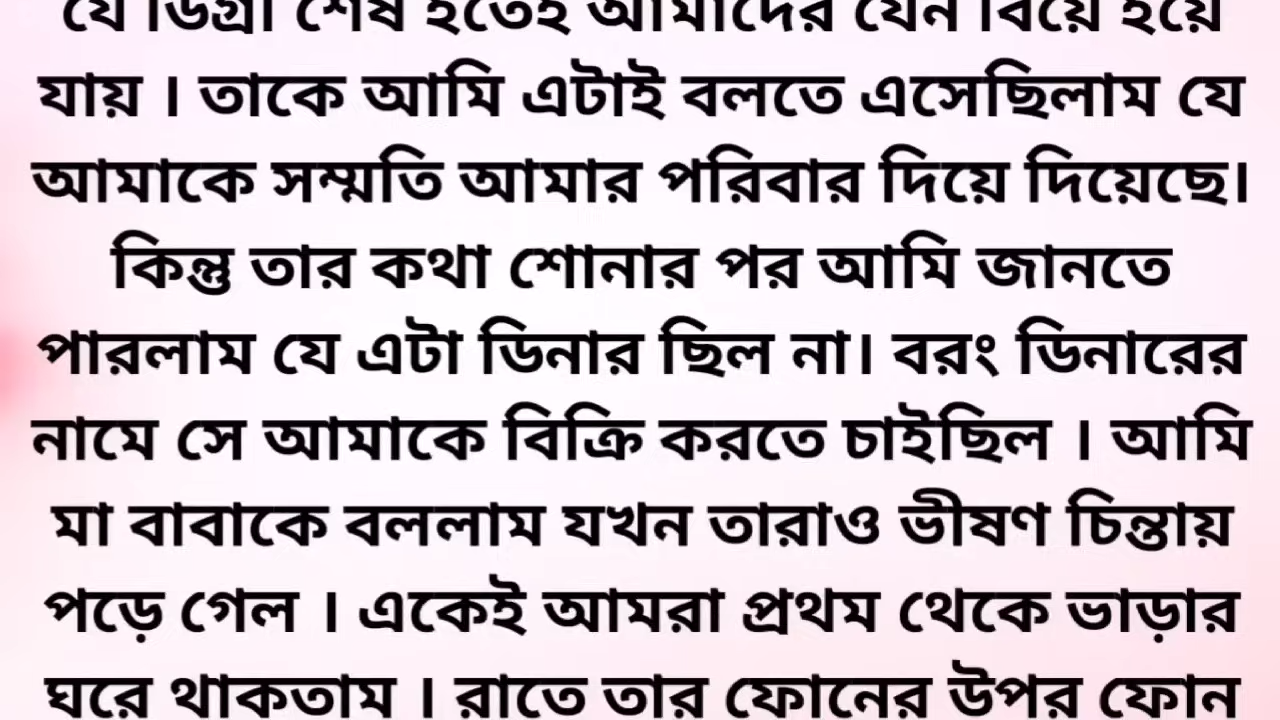 যে ডিগ্রী শেষ হতেই আমাদের যেন বিয়ে হয়ে
যায় । তাকে আমি এটাই বলতে এসেছিলাম যে
আমাকে সম্মতি আমার পরিবার দিয়ে দিয়েছে।
কিন্তু তার কথা শোনার পর আমি জানতে
পারলাম যে এটা ডিনার ছিল না। বরং ডিনারের
নামে সে আমাকে বিক্রি করতে চাইছিল । আমি
মা বাবাকে বললাম যখন তারাও ভীষণ চিন্তায়
পড়ে গেল । একেই আমরা প্রথম থেকে ভাড়ার
ঘরে থাকতাম । রাতে তার ফোনের উপর ফোন